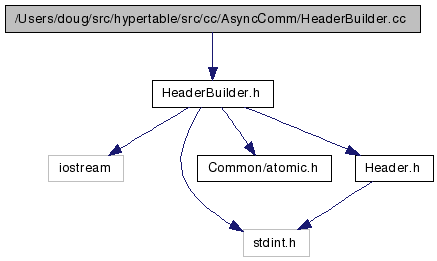 /Users/doug/src/hypertable/src/cc/AsyncComm/HeaderBuilder.cc
HeaderBuilder.h
iostream
Common/atomic.h
Header.h
stdint.h